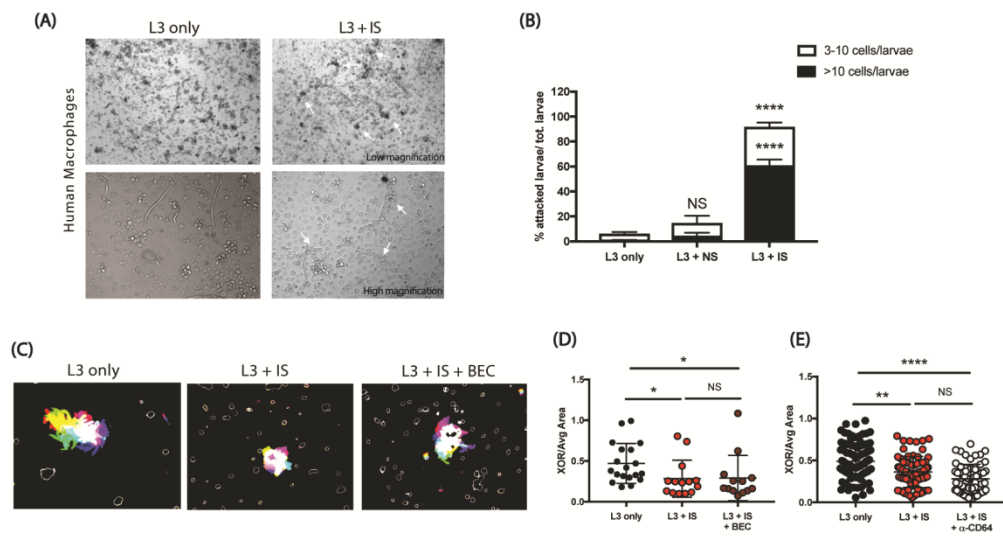 (A)
L3 only
L3 + IS
Human Macrophages
Low magnification
High magnification
(B)
3-10 cells/larvae
>10 cells/larvae
% attacked larvae/ tot. larvae
120
100
80
60
40
20
0
NS
****
****
L3 only
L3 + NS
L3 + IS
(C)
L3 only
L3 + IS
L3 + IS + BEC
(D)
XOR/Avg Area
1.5
1.0
0.5
0.0
*
*
NS
L3 only
L3 + IS
L3 + IS
+ BEC
(E)
XOR/Avg Area
1.5
1.0
0.5
0.0
****
**
NS
L3 only
L3 + IS
L3 + IS
+ α-CD64